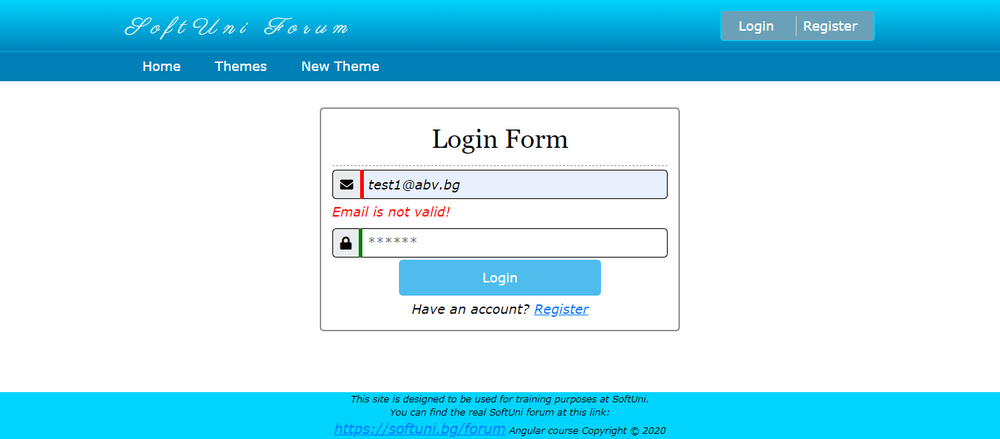 SoftUni Forum
Login Register
Home Themes New Theme
Login Form
test1@abv.bg
Email is not valid!
******
Login
Have an account? Register
This site is designed to be used for training purposes at SoftUni.
You can find the real SoftUni forum at this link:
https://softuni.bg/forum Angular course Copyright © 2020